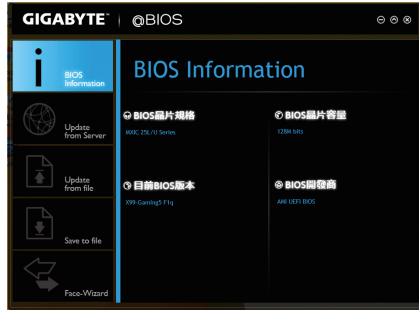 GIGABYTE™ | @BIOS
BIOS Information
BIOS
Information
Update
from Server
Update
from file
Save to file
Face-Wizard
BIOS晶片規格
MXIC 25L/U Series
BIOS晶片容量
128M bits
目前BIOS版本
X99-Gaming5 F1q
BIOS開發商
AMI UEFI BIOS